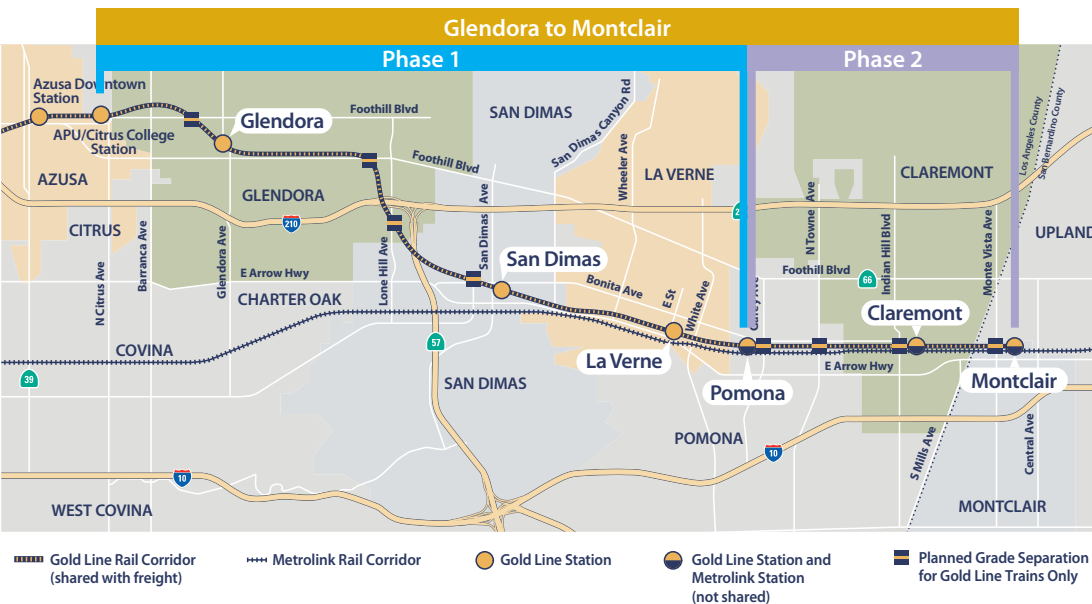 Glendora to Montclair
Phase 1
Phase 2
Azusa Downtown
Station
APU/Citrus College
Station
Glendora
Foothill Blvd
SAN DIMAS
San Dimas Canyon Rd
Wheeler Ave
LA VERNE
CLAREMONT
Los Angeles County
San Bernardino County
AZUSA
GLENDORA
Foothill Blvd
210
CITRUS
Barranca Ave
N Citrus Ave
Glendora Ave
Lone Hill Ave
San Dimas Ave
N Towne Ave
Indian Hill Blvd
Monte Vista Ave
UPLAND
E Arrow Hwy
CHARTER OAK
San Dimas
Bonita Ave
E St
White Ave
Foothill Blvd
66
Claremont
COVINA
57
La Verne
E Arrow Hwy
39
SAN DIMAS
Pomona
Montclair
POMONA
10
10
S Mills Ave
Central Ave
WEST COVINA
MONTCLAIR
Gold Line Rail Corridor
(shared with freight)
Metrolink Rail Corridor
Gold Line Station
Gold Line Station and
Metrolink Station
(not shared)
Planned Grade Separation
for Gold Line Trains Only